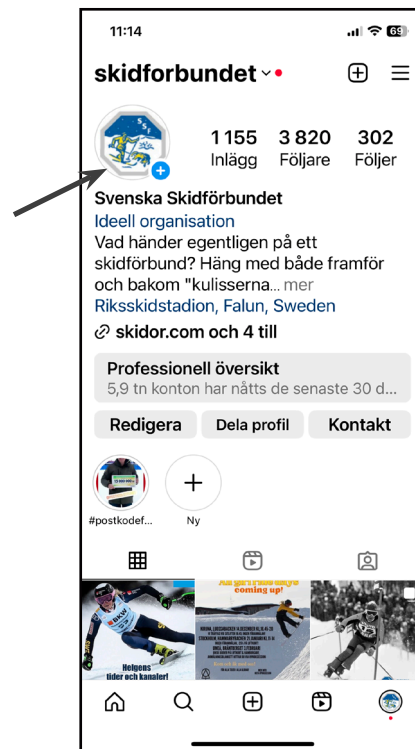 11:14
69
skidforbundet
SSF
1 155 3 820 302
Inlägg Följare Följer
Svenska Skidförbundet
Ideell organisation
Vad händer egentligen på ett
skidförbund? Häng med både framför
och bakom "kulisserna... mer
Riksskidstadion, Falun, Sweden
skidor.com och 4 till
Professionell översikt
5,9 tn konton har nåtts de senaste 30 d...
Redigera Dela profil Kontakt
#postkodef... Ny
coming up!
BKW
Helgens
tider och kanaler!